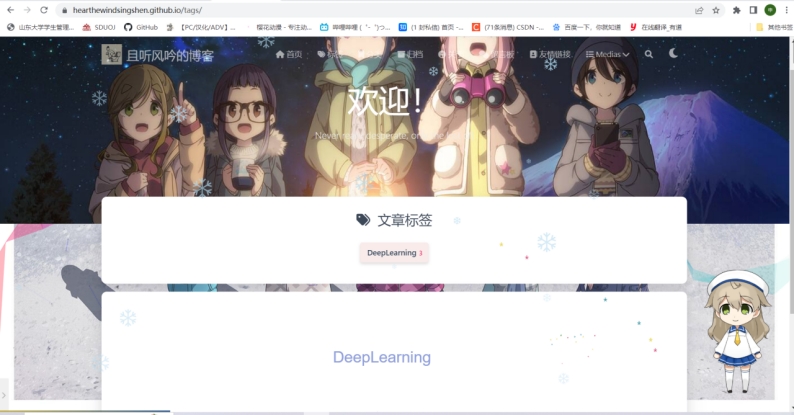 hearthewindsingshen.github.io/tags/
山东大学学生管理...
SDUOJ
GitHub
【PC/汉化/ADV】...
樱花动漫 - 专注动...
哔哩哔哩 (
(1 封私信) 首页 -...
(71条消息) CSDN -...
百度一下，你就知道
在线翻译_有道
其他书签
且听风吟的博客
首页
归档
友情链接
Medias
欢迎!
文章标签
DeepLearning 3
DeepLearning